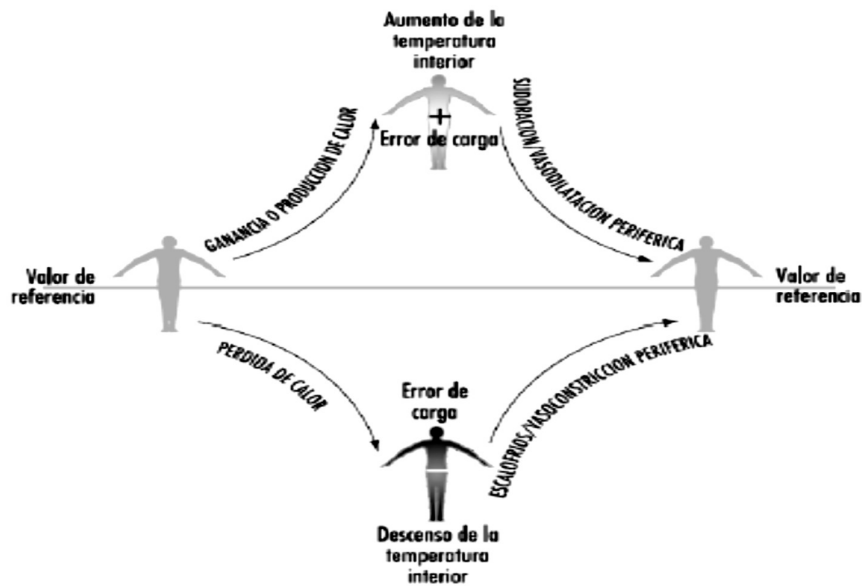 Aumento de la
temperatura
interior
+
Error de carga
GANANCIA O PRODUCCION DE CALOR
SUDORACION/VASODILATACION PERIFERICA
Valor de
referencia
Valor de
referencia
PERDIDA DE CALOR
Error de
carga
ESCALOFRIOS/VASOCONSTRICCION PERIFERICA
Descenso de la
temperatura
interior